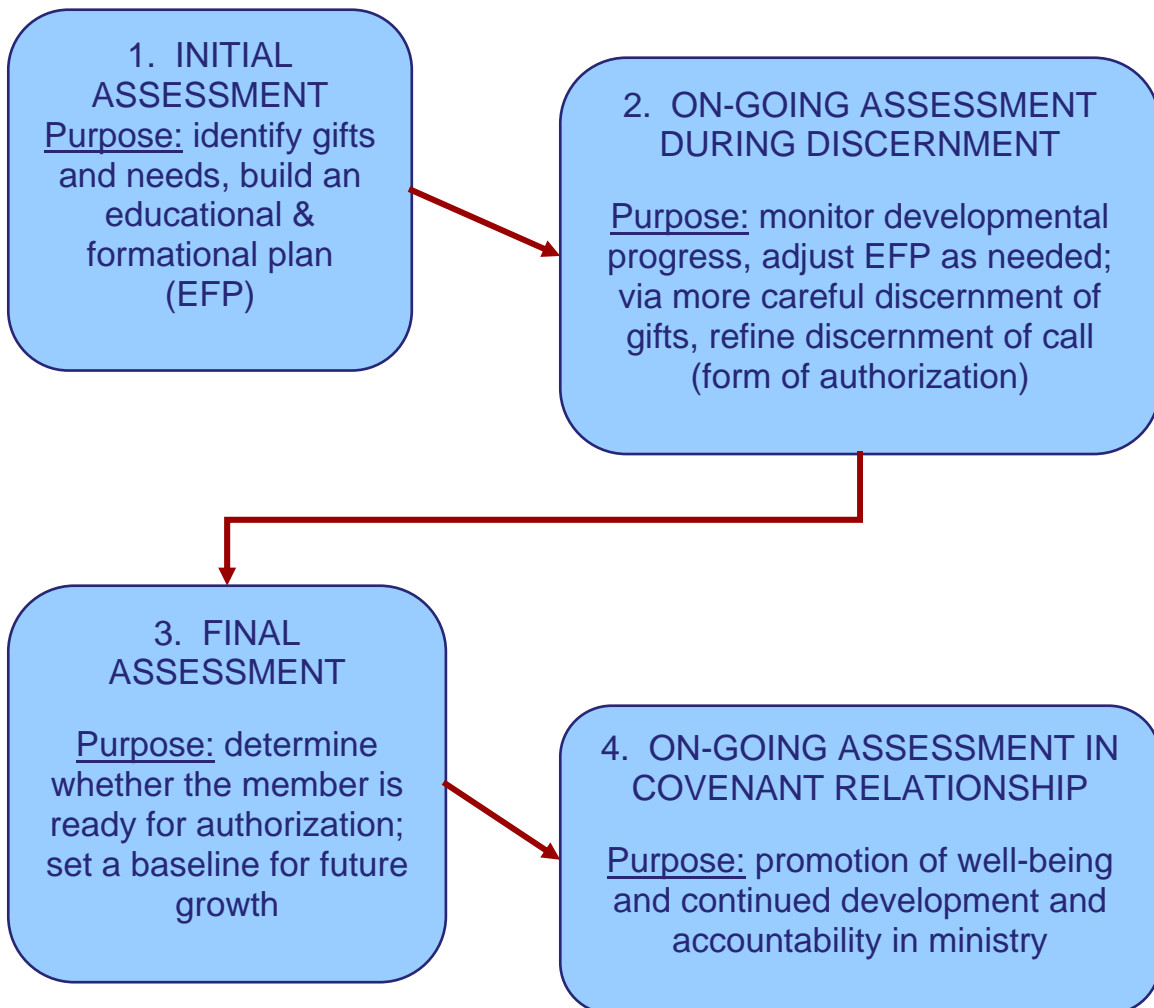 1. INITIAL
ASSESSMENT
Purpose: identify gifts
and needs, build an
educational &
formational plan
(EFP)
2. ON-GOING ASSESSMENT
DURING DISCERNMENT
Purpose: monitor developmental
progress, adjust EFP as needed;
via more careful discernment of
gifts, refine discernment of call
(form of authorization)
3. FINAL
ASSESSMENT
Purpose: determine
whether the member is
ready for authorization;
set a baseline for future
growth
4. ON-GOING ASSESSMENT IN
COVENANT RELATIONSHIP
Purpose: promotion of well-being
and continued development and
accountability in ministry